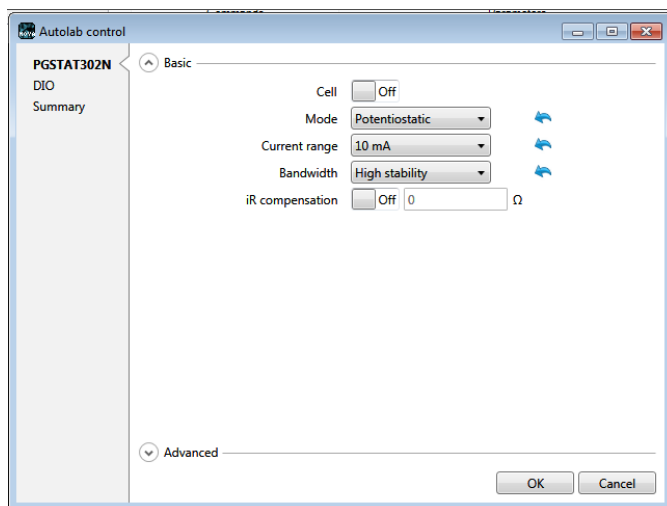 Autolab control
PGSTAT302N
DIO
Summary
Basic
Cell Off
Mode Potentiostatic
Current range 10 mA
Bandwidth High stability
iR compensation Off 0 Ω
Advanced
OK Cancel